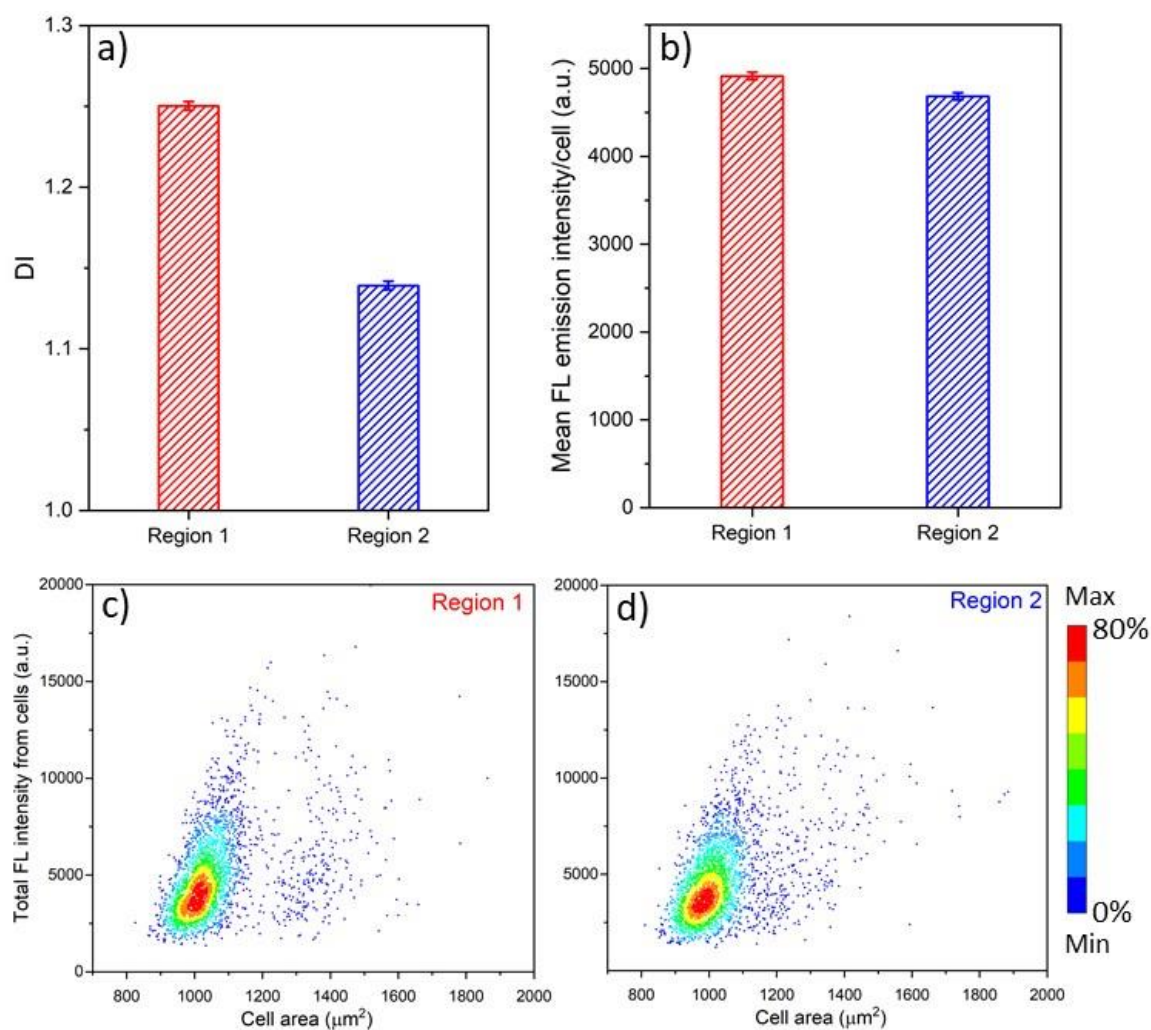 a)
1.3
1.2
1.1
1.0
DI
Region 1
Region 2
b)
5000
4000
3000
2000
1000
0
Mean FL emission intensity/cell (a.u.)
Region 1
Region 2
c)
Region 1
20000
15000
10000
5000
0
Total FL intensity from cells (a.u.)
800
1000
1200
1400
1600
1800
2000
Cell area (μm²)
d)
Region 2
20000
15000
10000
5000
0
800
1000
1200
1400
1600
1800
2000
Cell area (μm²)
Max
80%
0%
Min